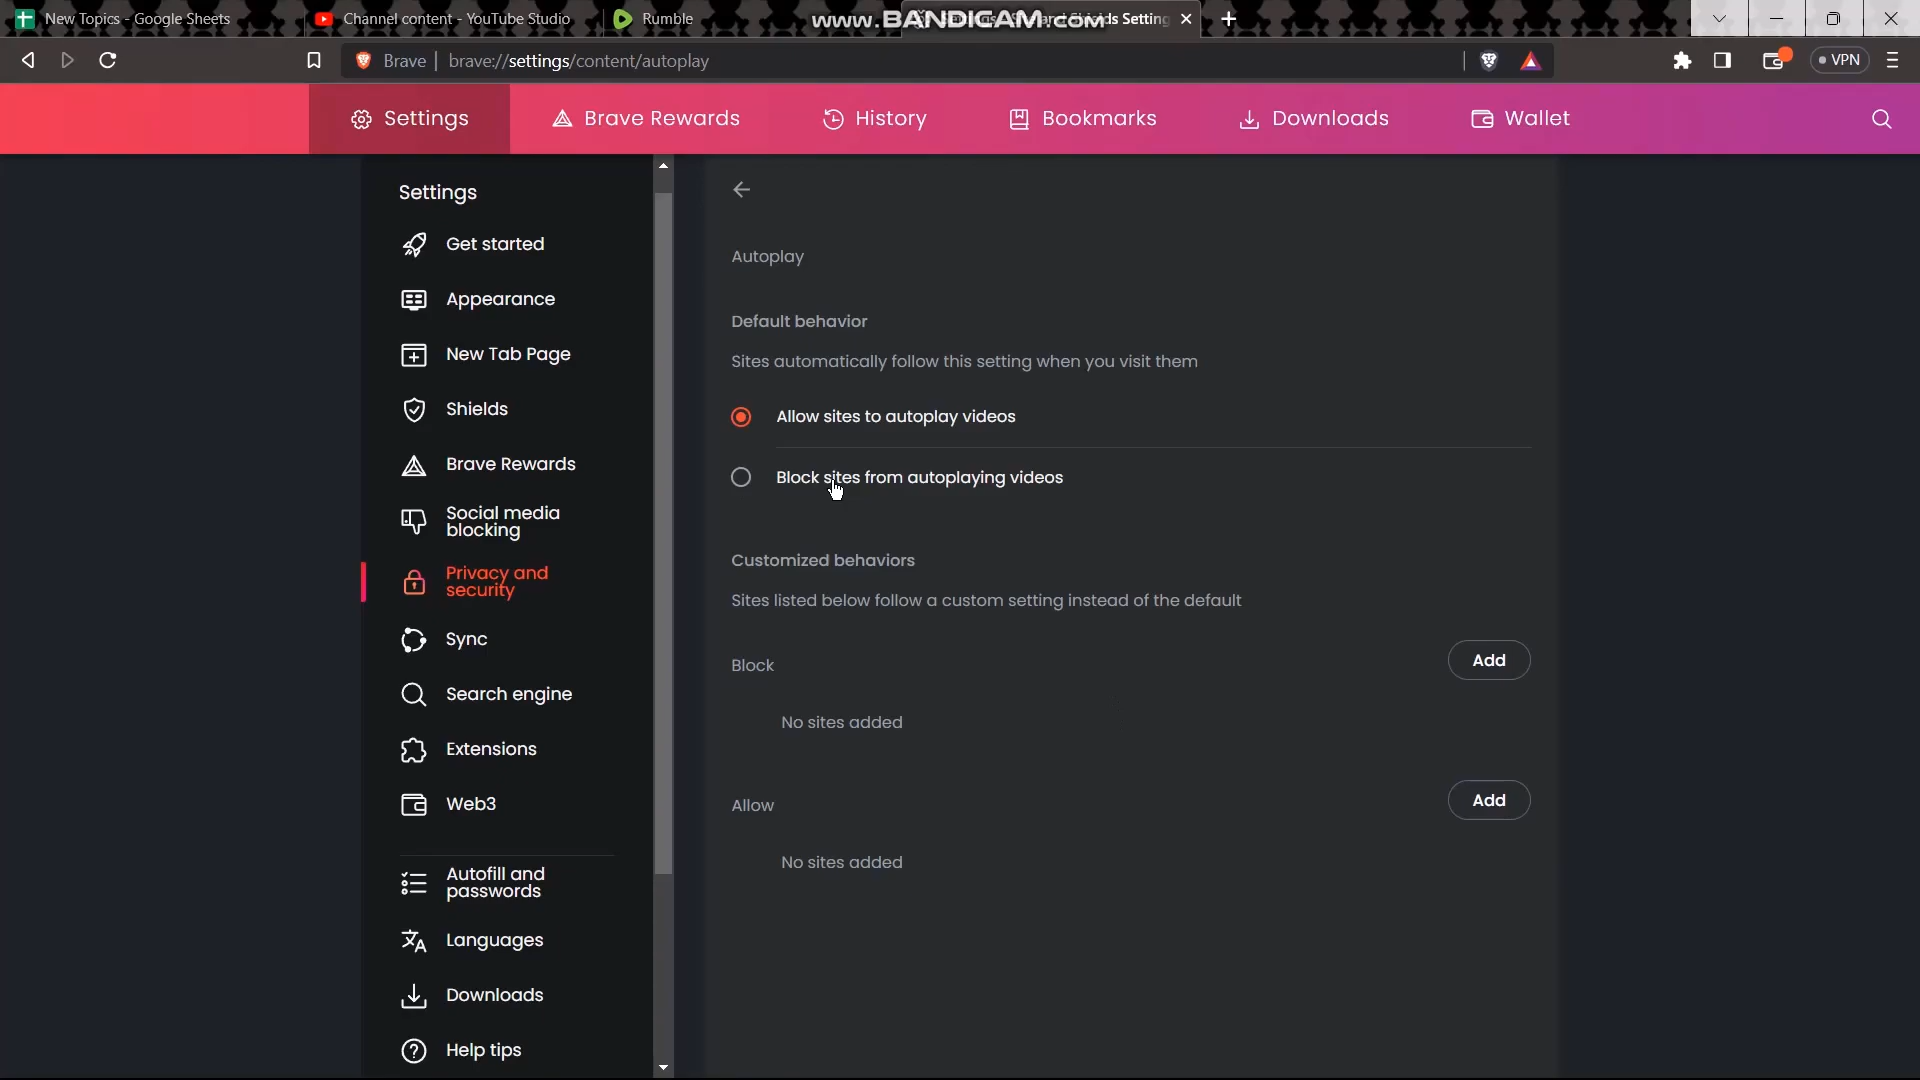 New Topics - Google Sheets
Channel content - YouTube Studio
Rumble
www.BANDICAM.com
Brave
brave://settings/content/autoplay
VPN
Settings
Brave Rewards
History
Bookmarks
Downloads
Wallet
Settings
Get started
Appearance
New Tab Page
Shields
Brave Rewards
Social media
blocking
Privacy and
security
Sync
Search engine
Extensions
Web3
Autofill and
passwords
Languages
Downloads
Help tips
Autoplay
Default behavior
Sites automatically follow this setting when you visit them
Allow sites to autoplay videos
Block sites from autoplaying videos
Customized behaviors
Sites listed below follow a custom setting instead of the default
Block
Add
No sites added
Allow
Add
No sites added